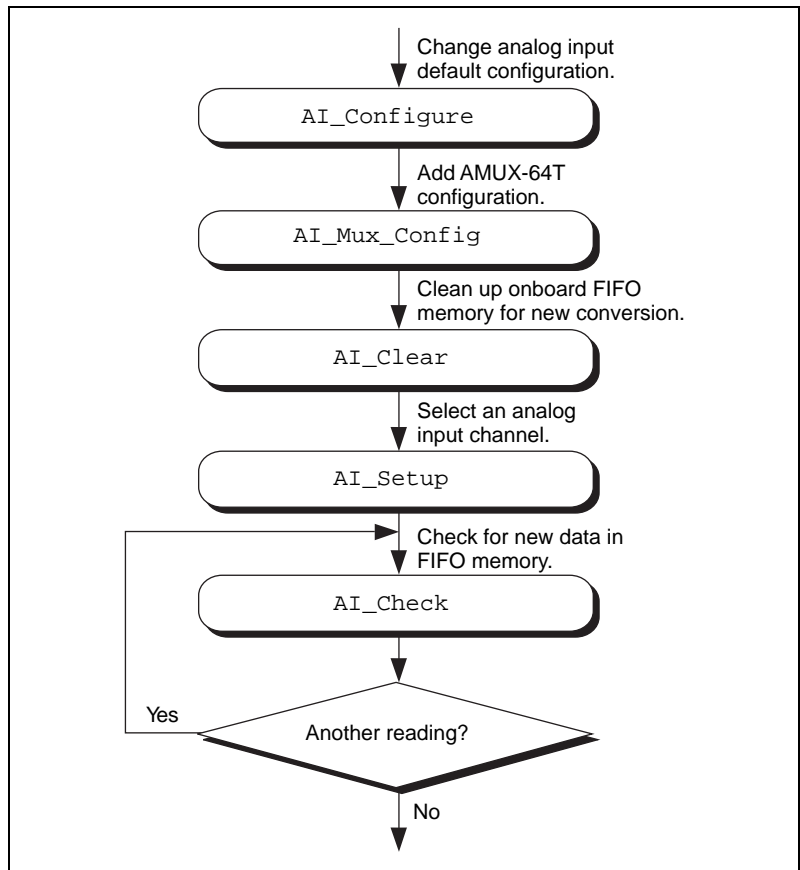 Change analog input
default configuration.
AI_Configure
Add AMUX-64T
configuration.
AI_Mux_Config
Clean up onboard FIFO
memory for new conversion.
AI_Clear
Select an analog
input channel.
AI_Setup
Check for new data in
FIFO memory.
AI_Check
Yes
Another reading?
No